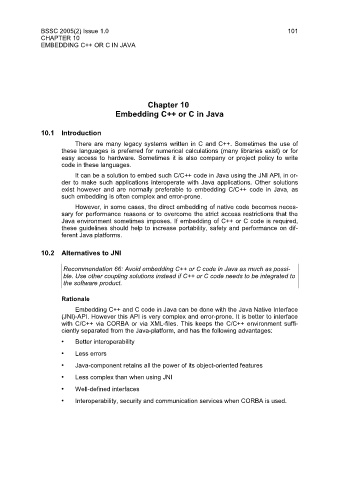 BSSC 2005(2) Issue 1.0 101
CHAPTER 10
EMBEDDING C++ OR C IN JAVA
Chapter 10
Embedding C++ or C in Java
10.1 Introduction
There are many legacy systems written in C and C++. Sometimes the use of
these languages is preferred for numerical calculations (many libraries exist) or for
easy access to hardware. Sometimes it is also company or project policy to write
code in these languages.
It can be a solution to embed such C/C++ code in Java using the JNI API, in or-
der to make such applications interoperate with Java applications. Other solutions
exist however and are normally preferable to embedding C/C++ code in Java, as
such embedding is often complex and error-prone.
However, in some cases, the direct embedding of native code becomes neces-
sary for performance reasons or to overcome the strict access restrictions that the
Java environment sometimes imposes. If embedding of C++ or C code is required,
these guidelines should help to increase portability, safety and performance on dif-
ferent Java platforms.
10.2 Alternatives to JNI
Recommendation 66: Avoid embedding C++ or C code in Java as much as possi-
ble. Use other coupling solutions instead if C++ or C code needs to be integrated to
the software product.
Rationale
Embedding C++ and C code in Java can be done with the Java Native Interface
(JNI)-API. However this API is very complex and error-prone. It is better to interface
with C/C++ via CORBA or via XML-files. This keeps the C/C++ environment suffi-
ciently separated from the Java-platform, and has the following advantages:
• Better interoperability
• Less errors
• Java-component retains all the power of its object-oriented features
• Less complex than when using JNI
• Well-defined interfaces
• Interoperability, security and communication services when CORBA is used.